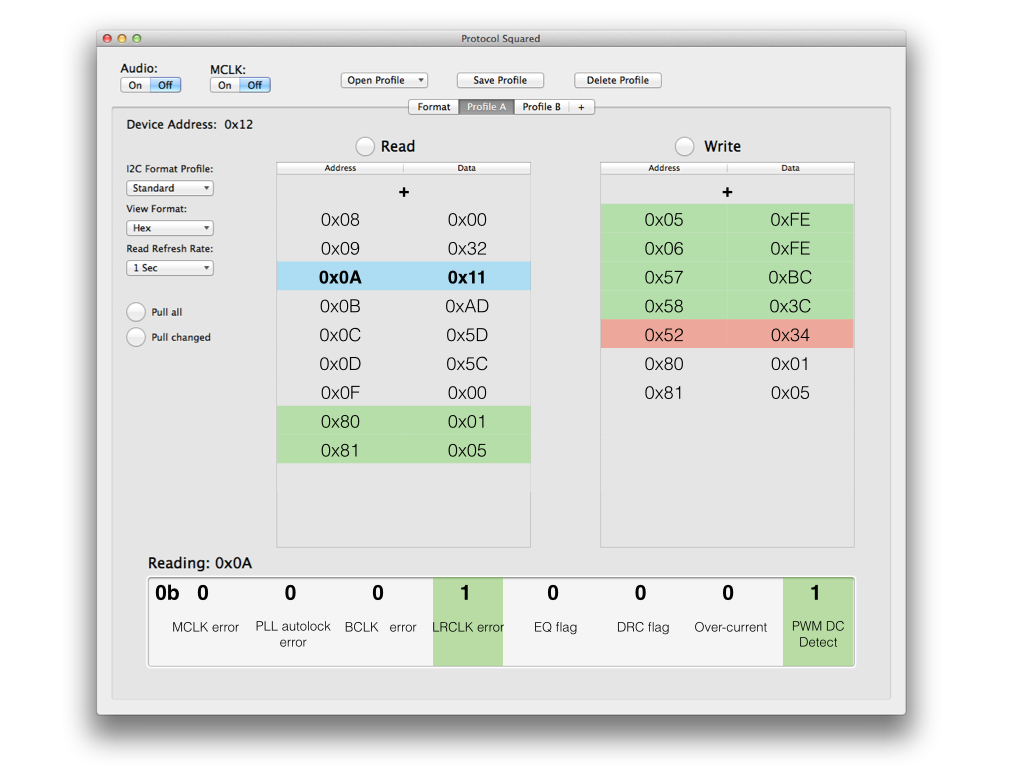 Protocol Squared
Audio:
On Off
MCLK:
On Off
Open Profile
Save Profile
Delete Profile
Format Profile A Profile B +
Device Address: 0x12
I2C Format Profile:
Standard
View Format:
Hex
Read Refresh Rate:
1 Sec
Pull all
Pull changed
Read
Address Data
+
0x08 0x00
0x09 0x32
0x0A 0x11
0x0B 0xAD
0x0C 0x5D
0x0D 0x5C
0x0F 0x00
0x80 0x01
0x81 0x05
Write
Address Data
+
0x05 0xFE
0x06 0xFE
0x57 0xBC
0x58 0x3C
0x52 0x34
0x80 0x01
0x81 0x05
Reading: 0x0A
0b 0 0 0 1 0 0 0 1
MCLK error
PLL autolock
error
BCLK error
LRCLK error
EQ flag
DRC flag
Over-current
PWM DC
Detect